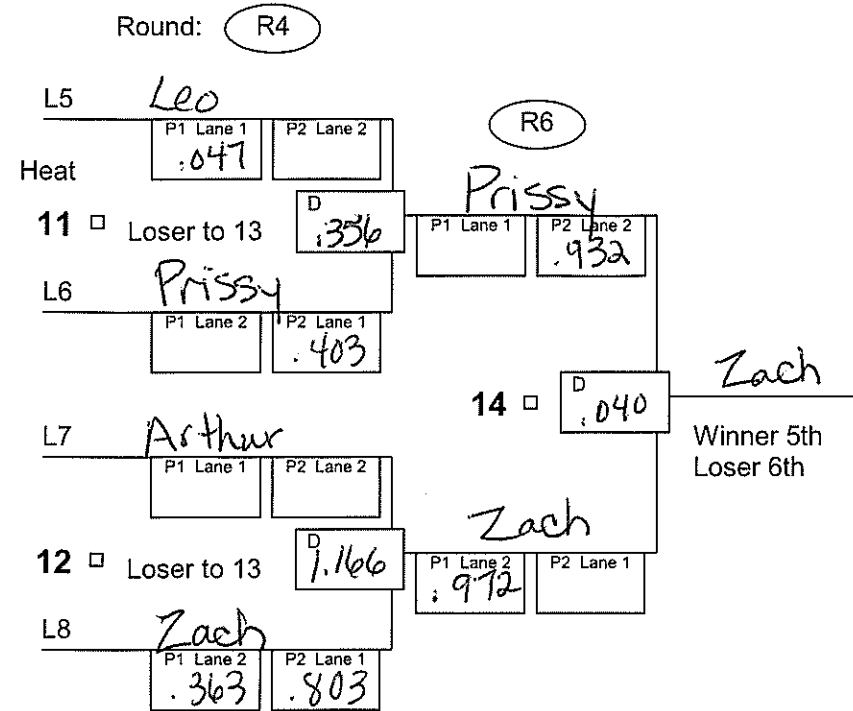 Round: R4
L5 Leo
P1 Lane 1 P2 Lane 2
.047
R6
Heat
11 Loser to 13
D
.356
Prissy
P1 Lane 1 P2 Lane 2
.932
L6 Prissy
P1 Lane 2 P2 Lane 1
.403
14
D
.040
Zach
Winner 5th
Loser 6th
L7 Arthur
P1 Lane 1 P2 Lane 2
12 Loser to 13
D
1.166
Zach
P1 Lane 2 P2 Lane 1
.972
L8 Zach
P1 Lane 2 P2 Lane 1
.363 .803